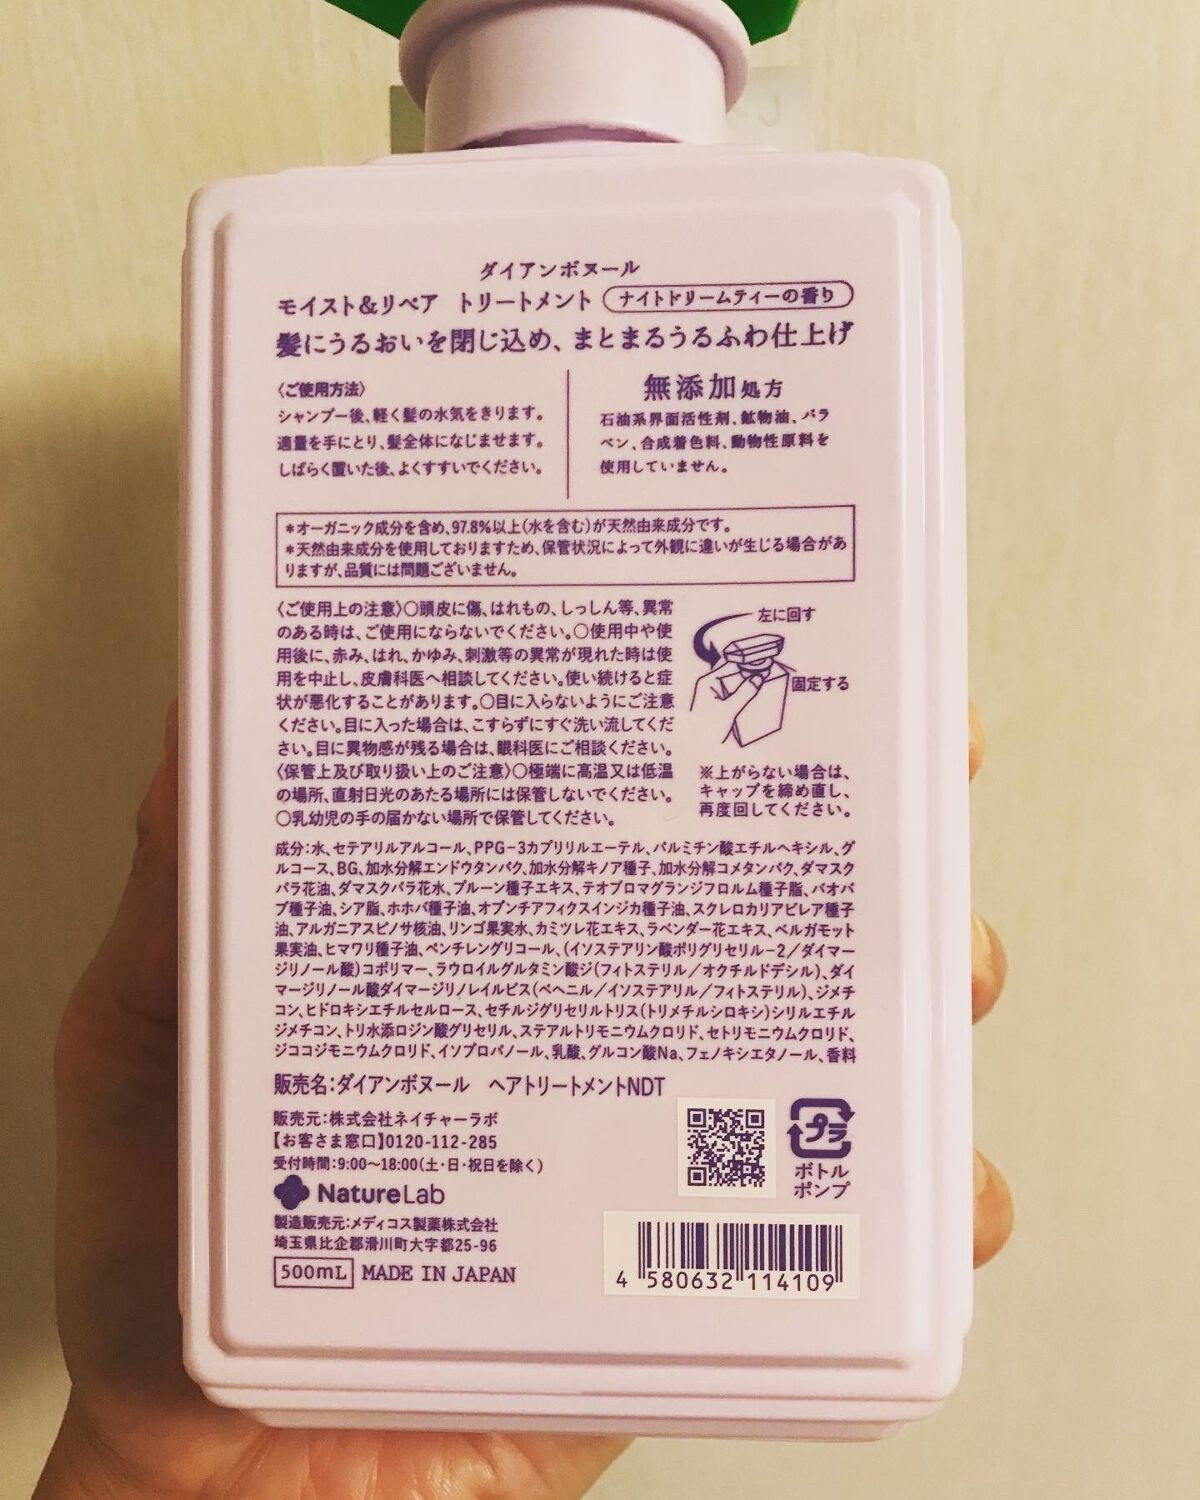 ダイアンボヌール
モイスト&リペア トリートメント ナイトドリームティーの香り
髪にうるおいを閉じ込め、まとまるうるふわ仕上げ
〈ご使用方法〉
シャンプー後、軽く髪の水気をきります。
適量を手にとり、髪全体になじませます。
しばらく置いた後、よくすすいでください。
無添加処方
石油系界面活性剤、鉱物油、パラ
ベン、合成着色料、動物性原料を
使用していません。
*オーガニック成分を含め、97.8%以上(水を含む)が天然由来成分です。
*天然由来成分を使用しておりますため、保管状況によって外観に違いが生じる場合があ
りますが、品質には問題ございません。
〈ご使用上の注意〉○頭皮に傷、はれもの、しっしん等、異常
のある時は、ご使用にならないでください。○使用中や使
用後に、赤み、はれ、かゆみ、刺激等の異常が現れた時は使
用を中止し、皮膚科医へ相談してください。使い続けると症
状が悪化することがあります。○目に入らないようにご注意
ください。目に入った場合は、こすらずにすぐ洗い流してくだ
さい。目に異物感が残る場合は、眼科医にご相談ください。
〈保管上及び取り扱い上のご注意〉○極端に高温又は低温
の場所、直射日光のあたる場所には保管しないでください。
○乳幼児の手の届かない場所で保管してください。
左に回す
固定する
※上がらない場合は、
キャップを締め直し、
再度回してください。
成分:水、セテアリルアルコール、PPG-3カプリリルエーテル、パルミチン酸エチルヘキシル、グ
ルコース、BG、加水分解エンドウタンパク、加水分解キノア種子、加水分解コメタンパク、ダマスク
バラ花油、ダマスクバラ花水、プルーン種子エキス、テオブロマグランジフロルム種子脂、バオバ
ブ種子油、シア脂、ホホバ種子油、オプンチアフィクスインジカ種子油、スクレロカリアビレア種子
油、アルガニアスピノサ核油、リンゴ果実水、カミツレ花エキス、ラベンダー花エキス、ベルガモット
果実油、ヒマワリ種子油、ペンチレングリコール、(イソステアリン酸ポリグリセリル-2/ダイマー
ジリノール酸)コポリマー、ラウロイルグルタミン酸ジ(フィトステリル/オクチルドデシル)、ダイ
マージリノール酸ダイマージリノレイルビス(ベヘニル/イソステアリル/フィトステリル)、ジメチ
コン、ヒドロキシエチルセルロース、セチルジグリセリルトリス(トリメチルシロキシ)シリルエチル
ジメチコン、トリ水添ロジン酸グリセリル、ステアルトリモニウムクロリド、セトリモニウムクロリド、
ジココジモニウムクロリド、イソプロパノール、乳酸、グルコン酸Na、フェノキシエタノール、香料
販売名:ダイアンボヌール ヘアトリートメントNDT
販売元:株式会社ネイチャーラボ
【お客さま窓口】0120-112-285
受付時間:9:00～18:00(土・日・祝日を除く)
NatureLab
製造販売元:メディコス製薬株式会社
埼玉県比企郡滑川町大字都25-96
500mL MADE IN JAPAN
プラ
ボトル
ポンプ
4 580632 114109